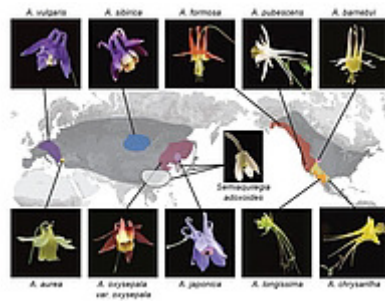 A. vulgaris
A. sibirica
A. formosa
A. pubescens
A. barnebyi
Semiaquilegia
adoxoides
A. aurea
A. oxysepala
var. oxysepala
A. japonica
A. longissima
A. chrysantha